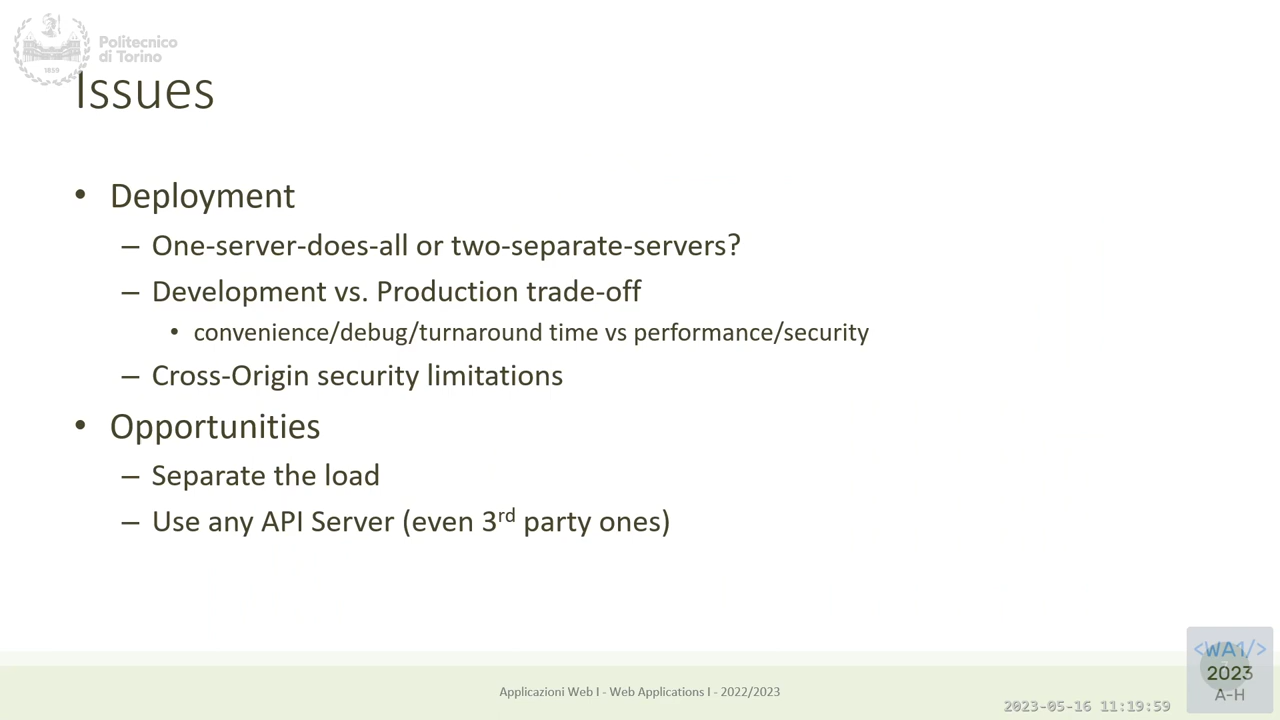 Politecnico
di Torino
1859
Issues
• Deployment
– One-server-does-all or two-separate-servers?
– Development vs. Production trade-off
• convenience/debug/turnaround time vs performance/security
– Cross-Origin security limitations
• Opportunities
– Separate the load
– Use any API Server (even 3rd party ones)
Applicazioni Web I - Web Applications I - 2022/2023
2023-05-16 11:19:59
<WA1/>
2023
A-H